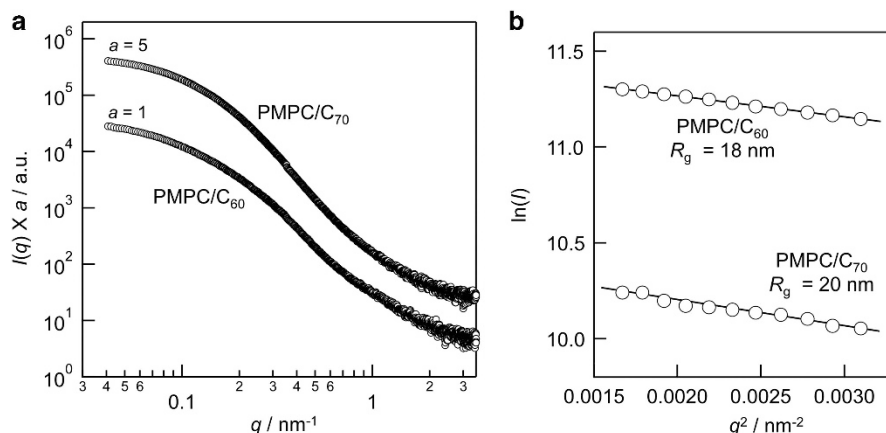 a
10^6
10^5
10^4
10^3
10^2
10^1
10^0
I(q) X a / a.u.
a = 5
a = 1
PMPC/C70
PMPC/C60
3 4 5 6 2 3 4 5 6 2 3
0.1 1
q / nm^-1
b
11.5
11.0
10.5
10.0
ln(I)
PMPC/C60
Rg = 18 nm
PMPC/C70
Rg = 20 nm
0.0015 0.0020 0.0025 0.0030
q^2 / nm^-2